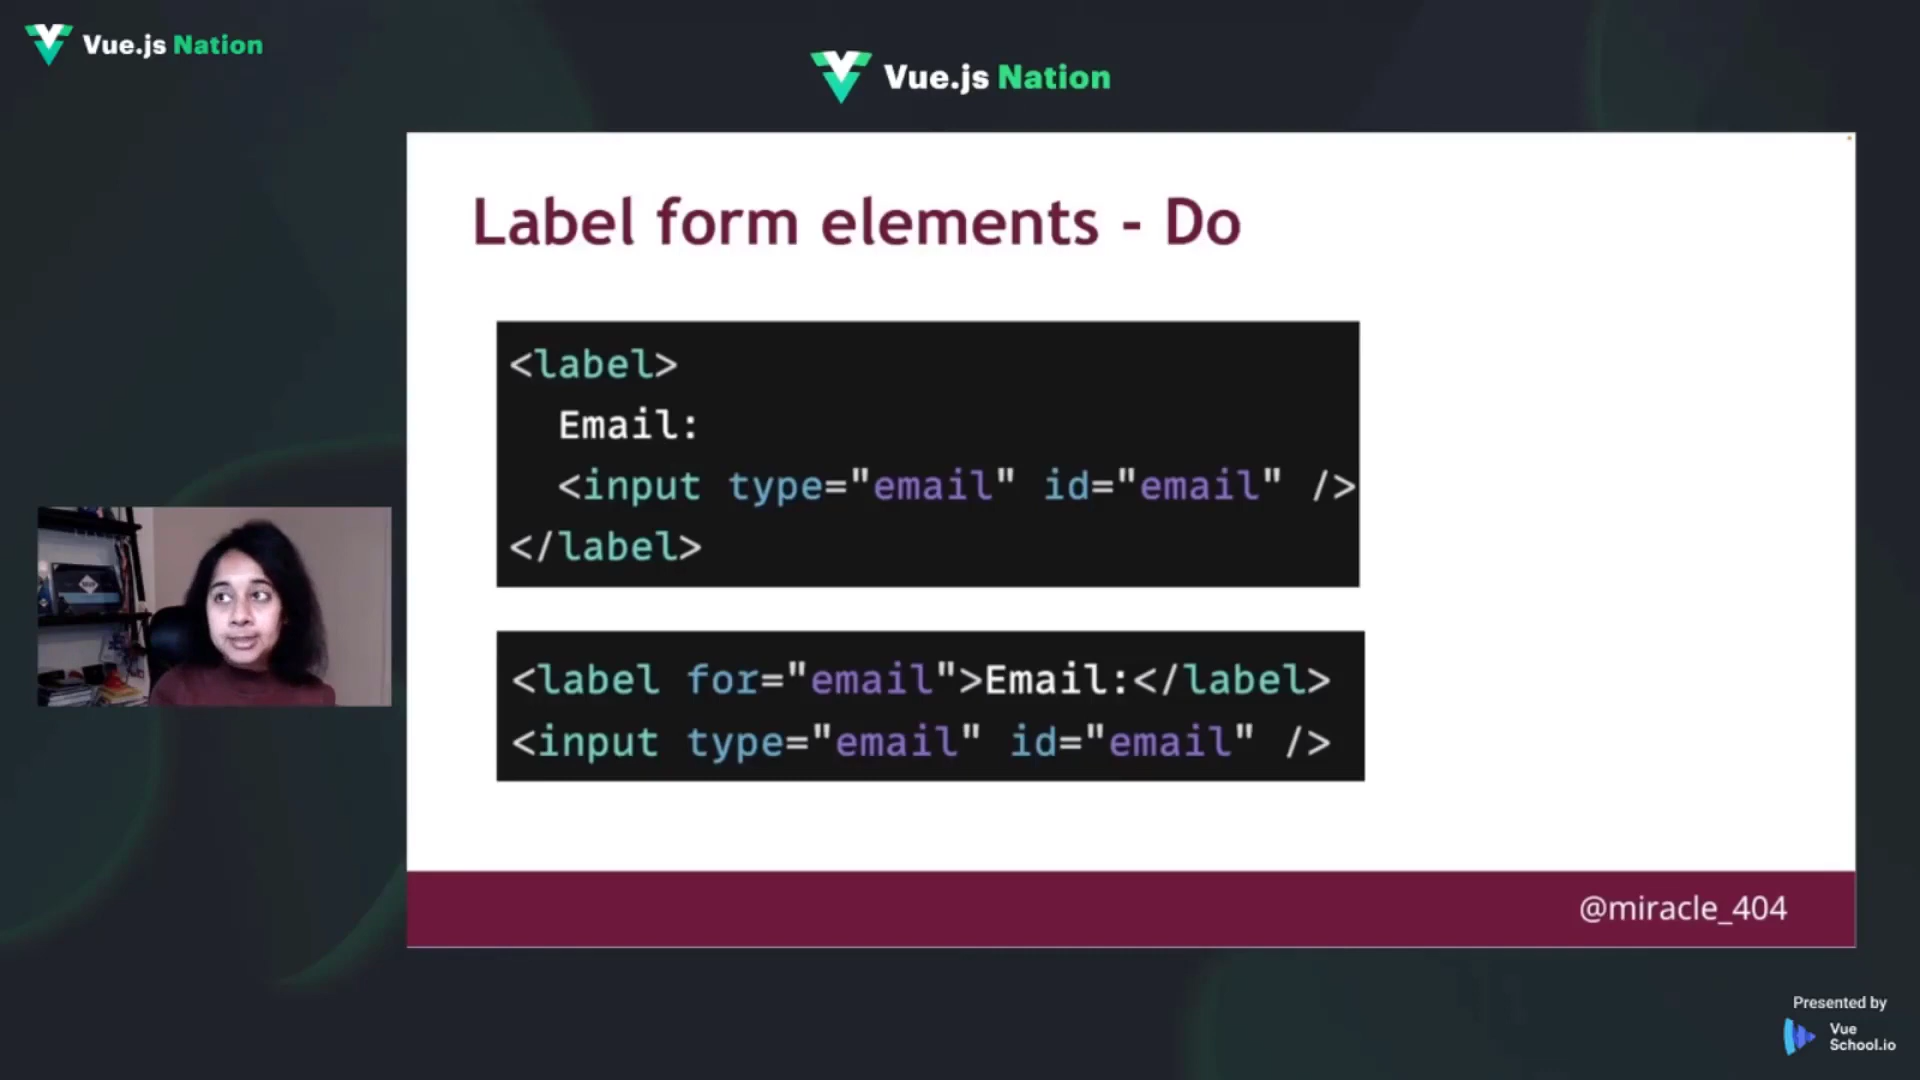 Vue.js Nation
Vue.js Nation
Label form elements - Do
<label>
Email:
<input type="email" id="email" />
</label>
<label for="email">Email:</label>
<input type="email" id="email" />
@miracle_404
Presented by
Vue
School.io